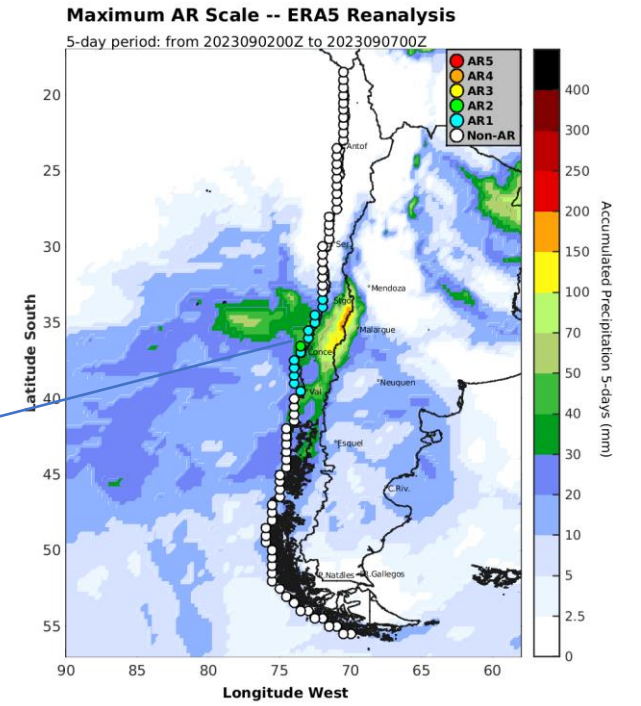 Maximum AR Scale -- ERA5 Reanalysis
5-day period: from 2023090200Z to 2023090700Z
AR5
AR4
AR3
AR2
AR1
Non-AR
20
25
30
35
40
45
50
55
Latitude South
90
85
80
75
70
65
60
Longitude West
Antof
Ser
Stgo
°Mendoza
°Malargue
Conce
°Neuquen
Val
°Esquel
°C.Riv.
°P.Natales
Gallegos
400
300
250
200
150
100
70
50
40
30
20
10
5
2.5
0
Accumulated Precipitation 5-days (mm)